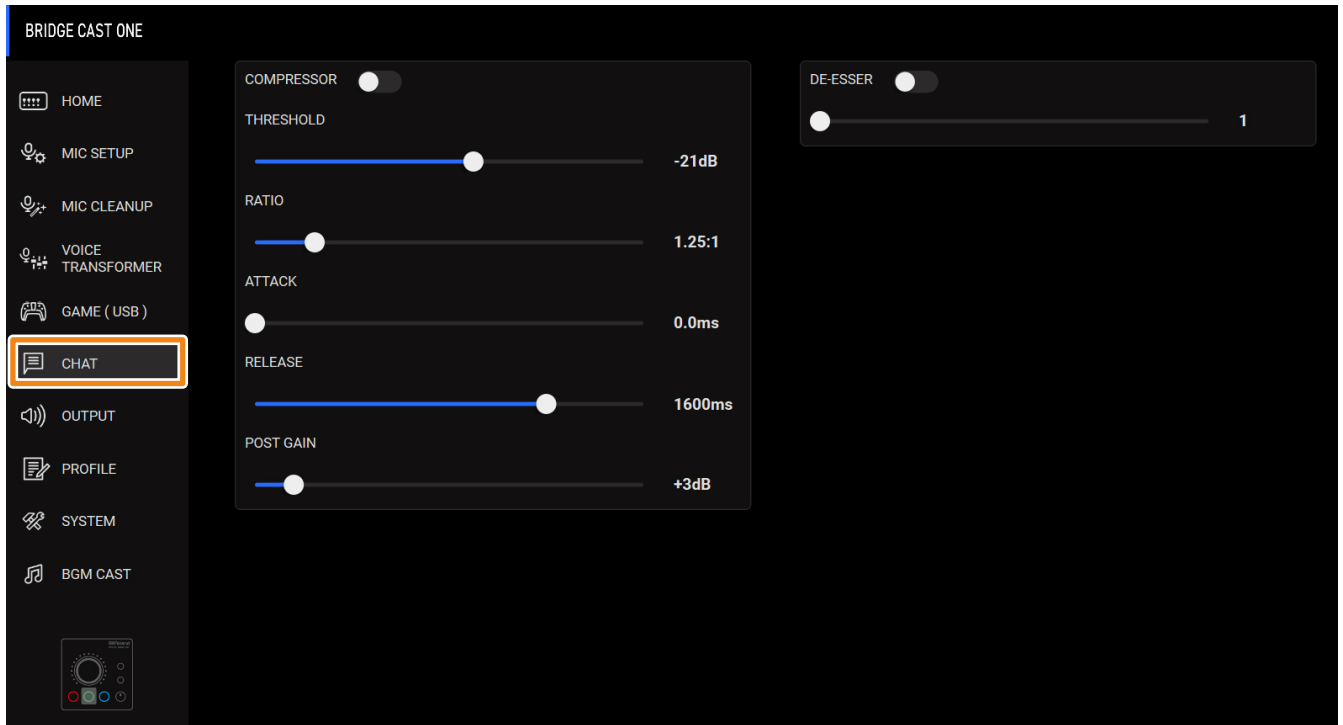 BRIDGE CAST ONE
HOME
MIC SETUP
MIC CLEANUP
VOICE
TRANSFORMER
GAME ( USB )
CHAT
OUTPUT
PROFILE
SYSTEM
BGM CAST
COMPRESSOR
THRESHOLD
-21dB
RATIO
1.25:1
ATTACK
0.0ms
RELEASE
1600ms
POST GAIN
+3dB
DE-ESSER
1